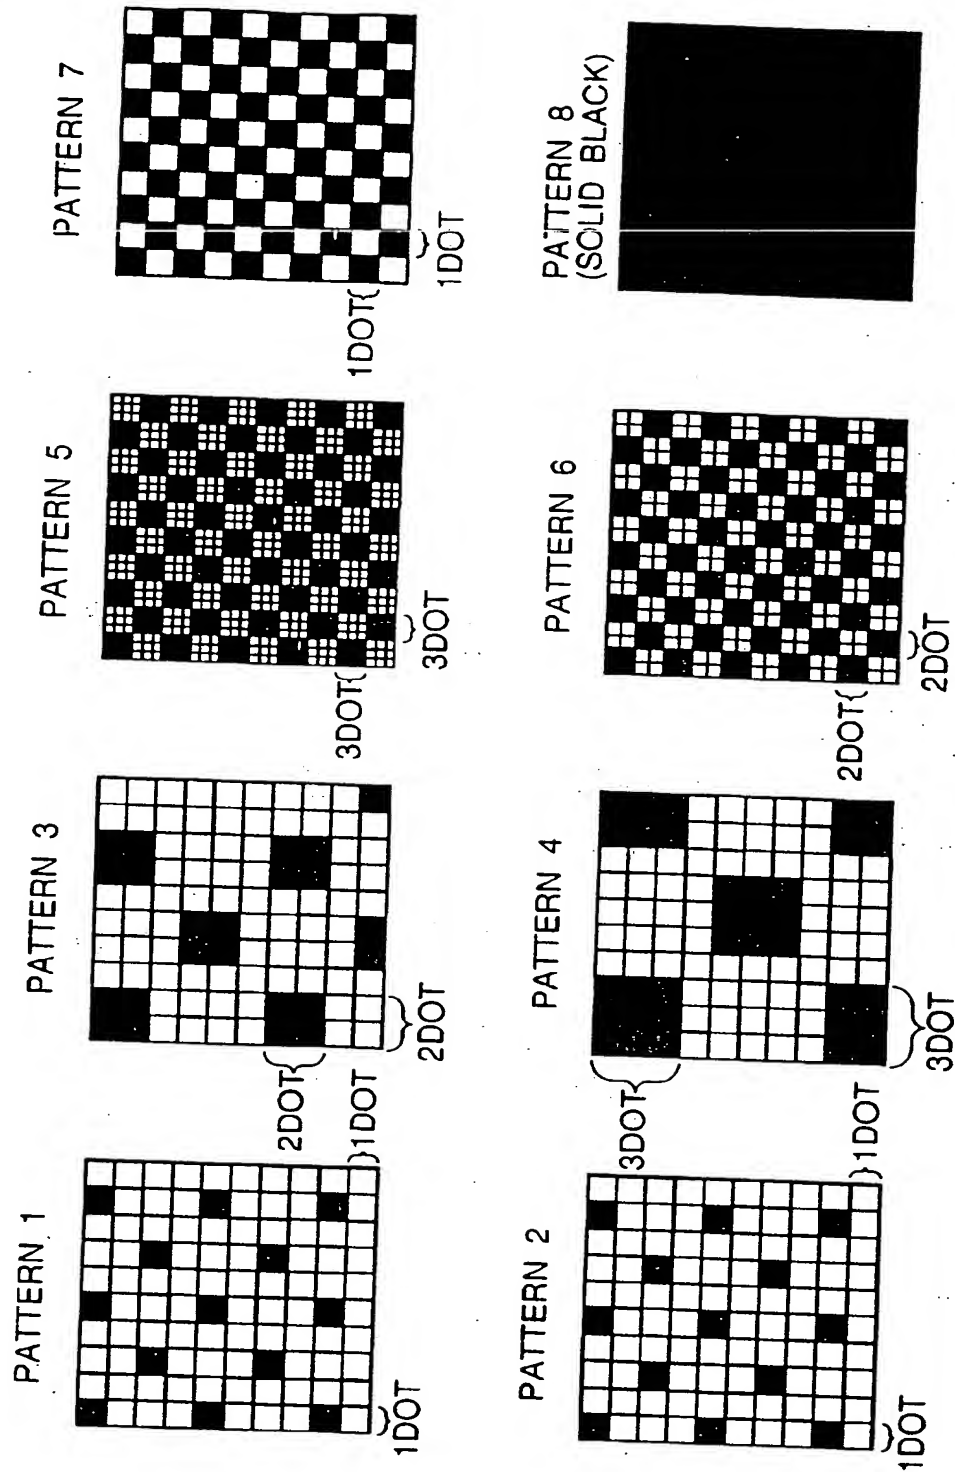 PATTERN 1
1DOT
}1DOT
PATTERN 3
2DOT
2DOT
PATTERN 5
3DOT
3DOT
PATTERN 7
1DOT
1DOT
PATTERN 2
1DOT
}1DOT
PATTERN 4
3DOT
3DOT
PATTERN 6
2DOT
2DOT
PATTERN 8
(SOLID BLACK)